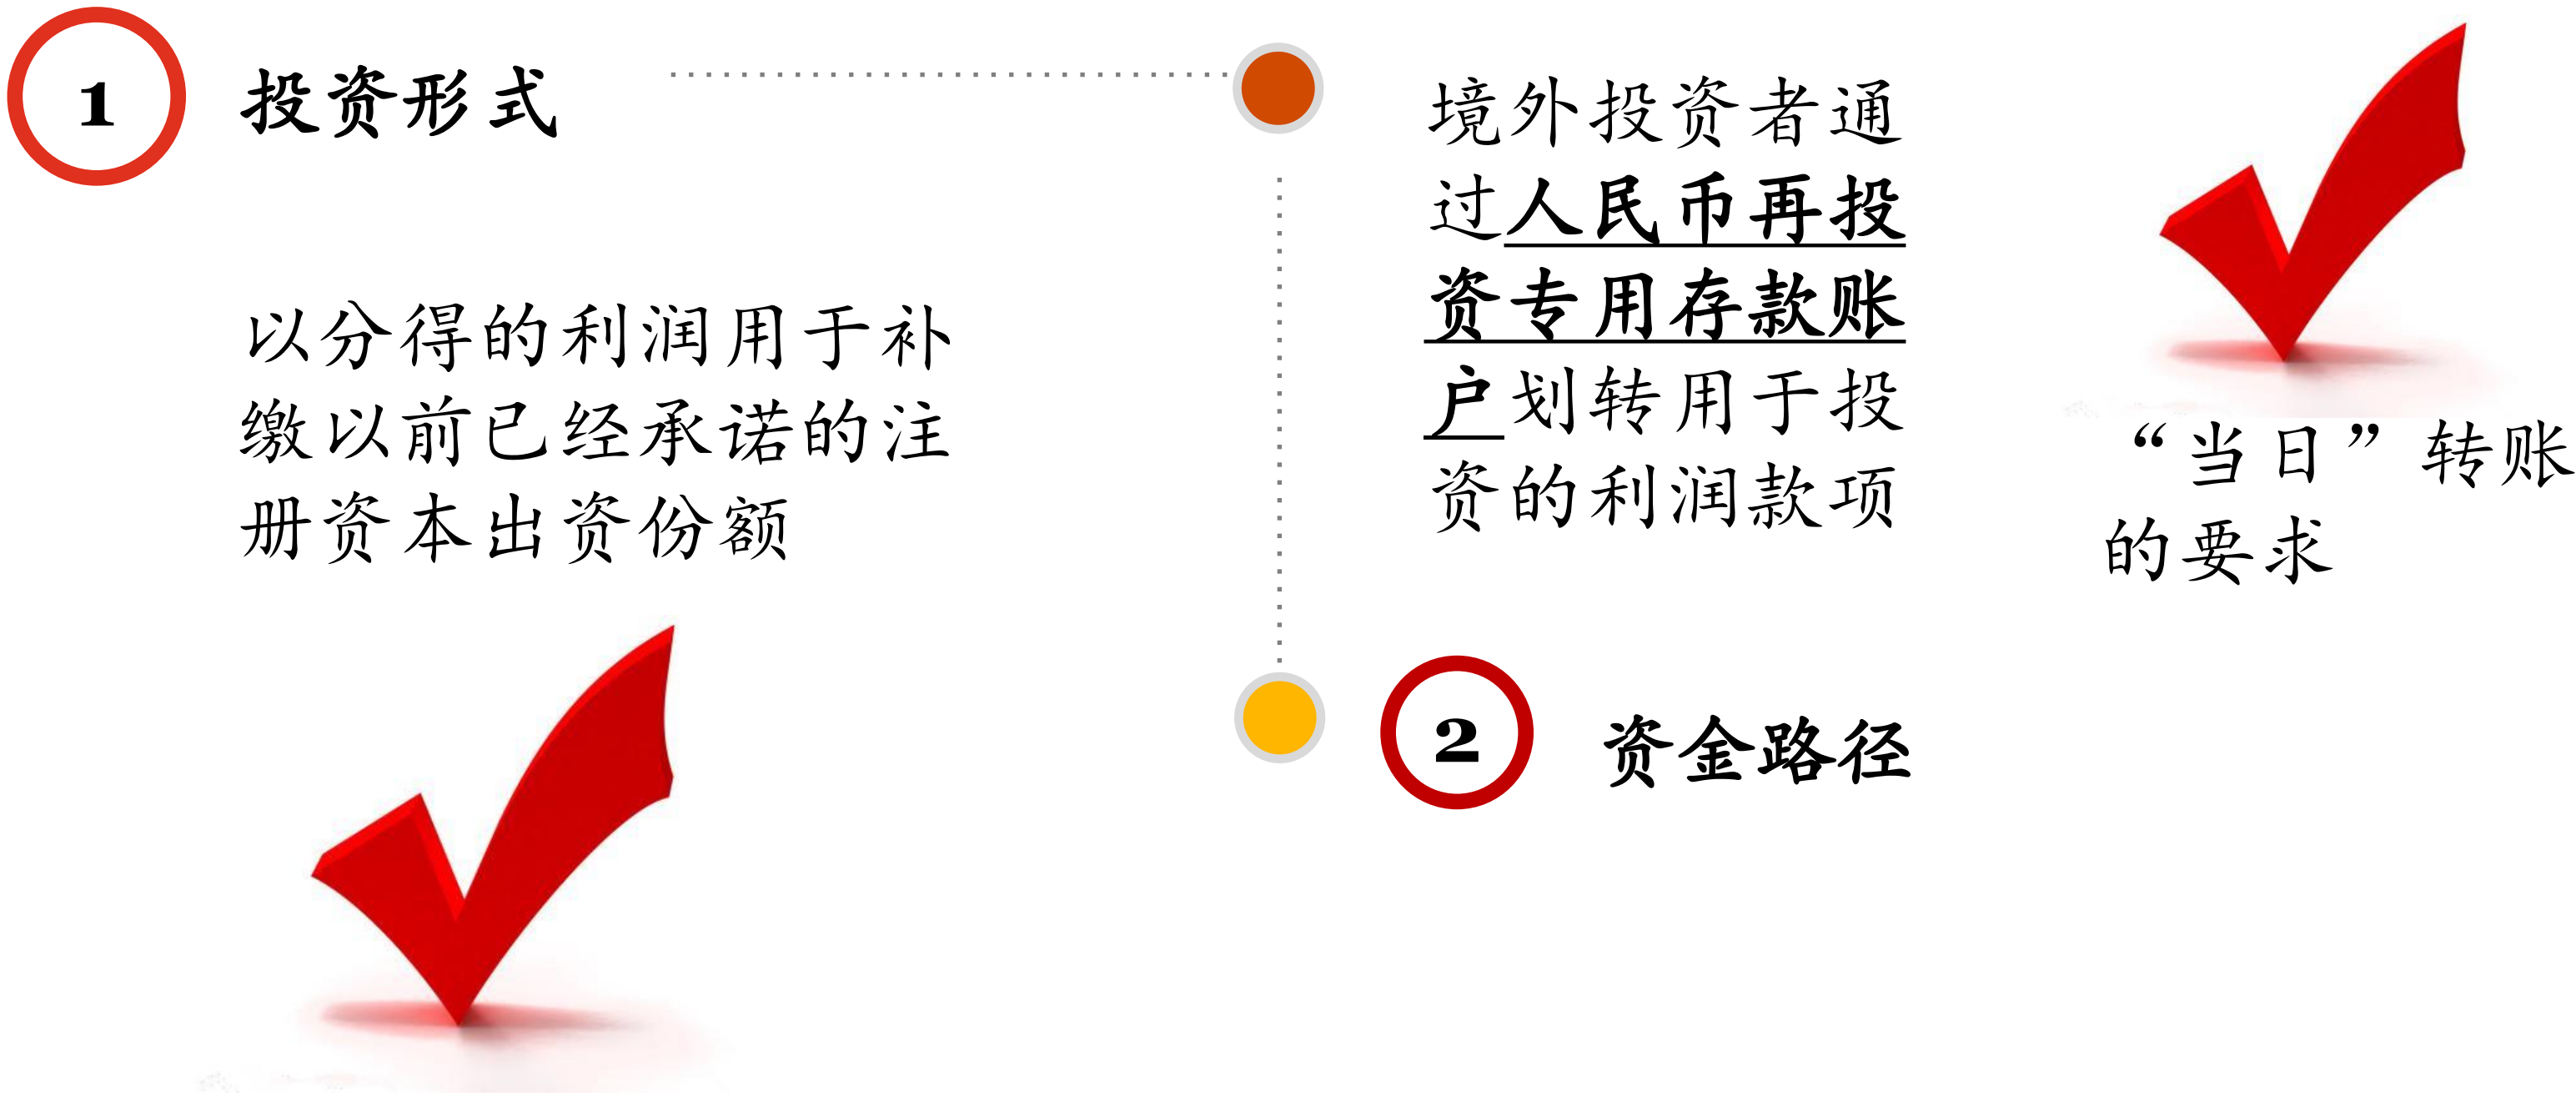 1
投资形式
以分得的利润用于补
缴以前已经承诺的注
册资本出资份额
境外投资者通
过人民币再投
资专用存款账
户划转用于投
资的利润款项
“当日”转账
的要求
2
资金路径